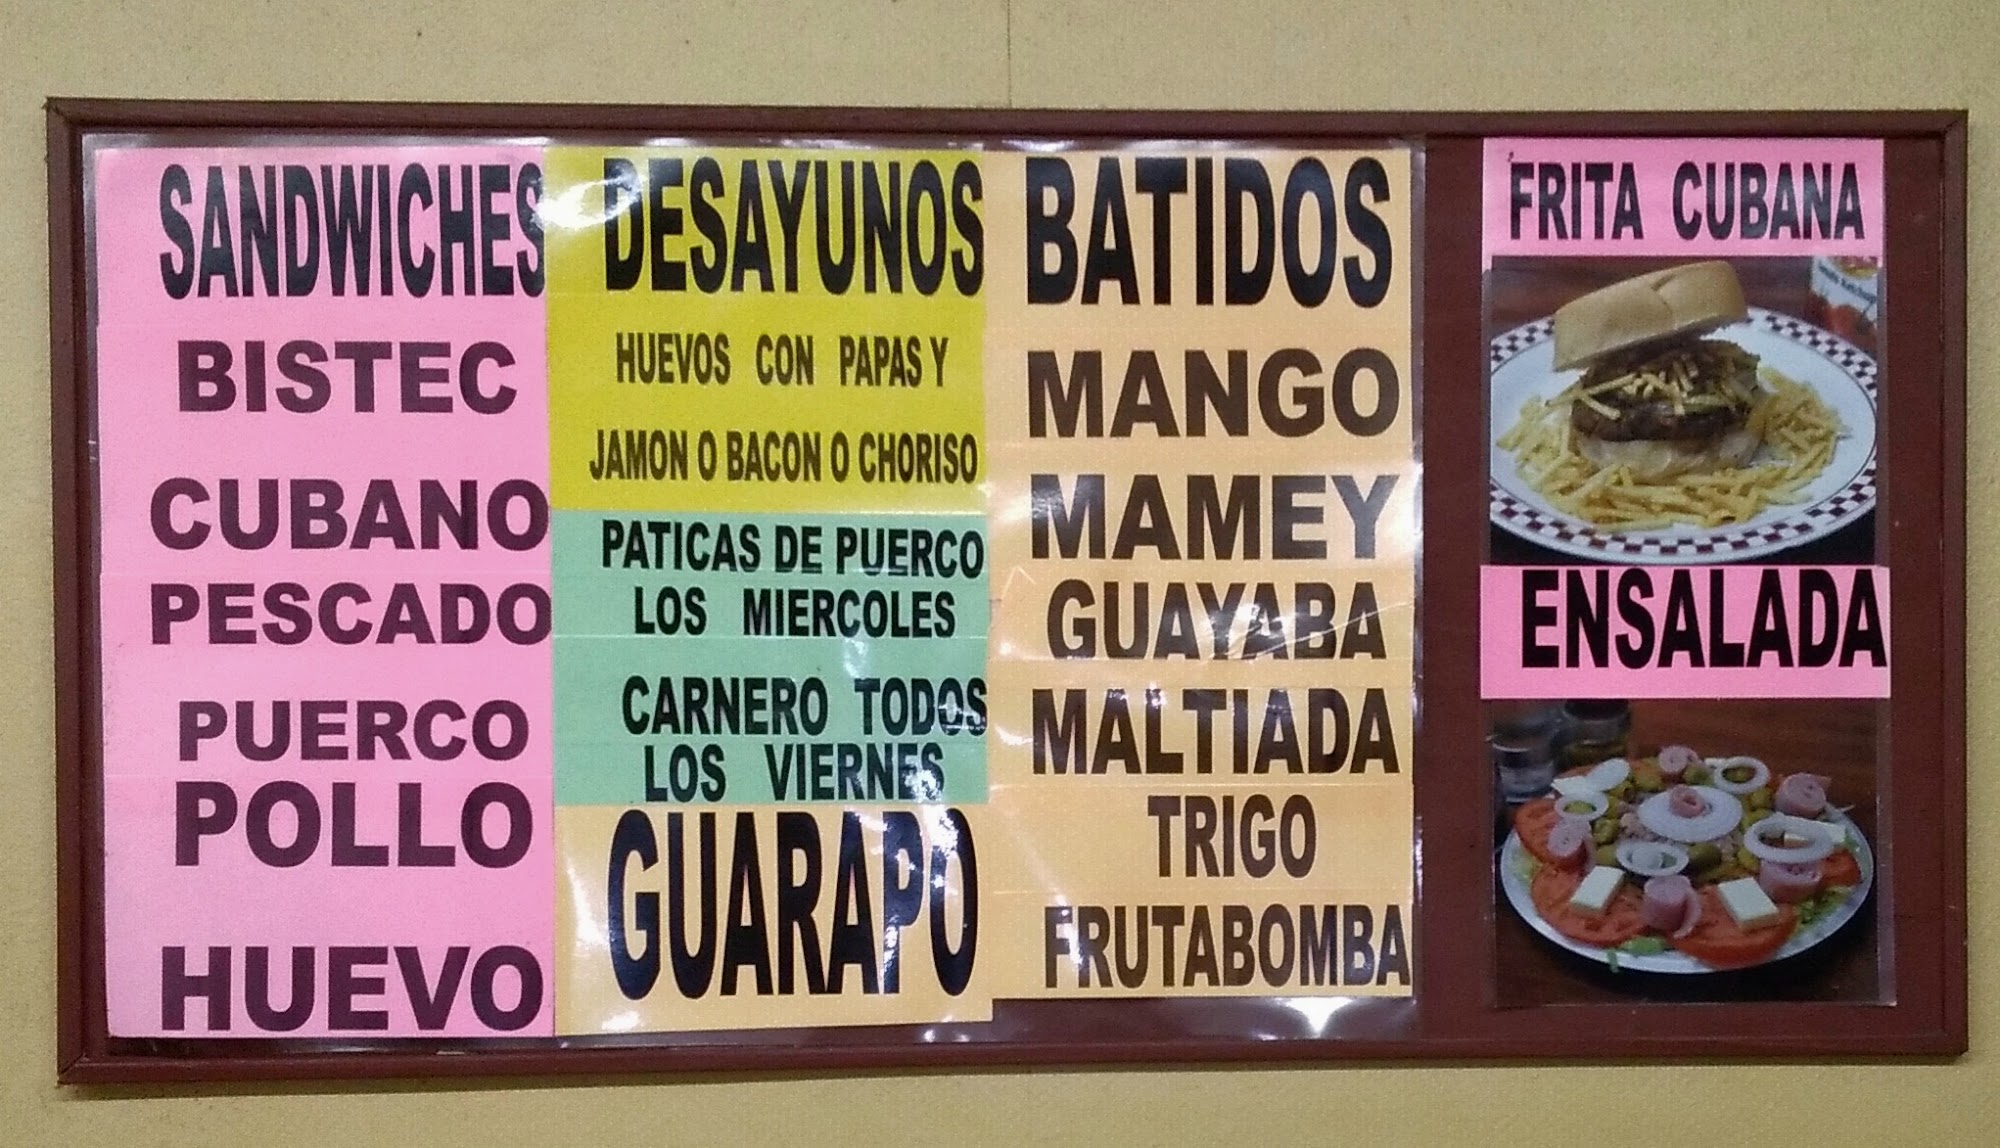 SANDWICHES
BISTEC
CUBANO
PESCADO
PUERCO
POLLO
HUEVO
DESAYUNOS
HUEVOS CON PAPAS Y
JAMON O BACON O CHORISO
PATICAS DE PUERCO
LOS MIERCOLES
CARNERO TODOS
LOS VIERNES
GUARAPO
BATIDOS
MANGO
MAMEY
GUAYABA
MALTIADA
TRIGO
FRUTABOMBA
FRITA CUBANA
ENSALADA